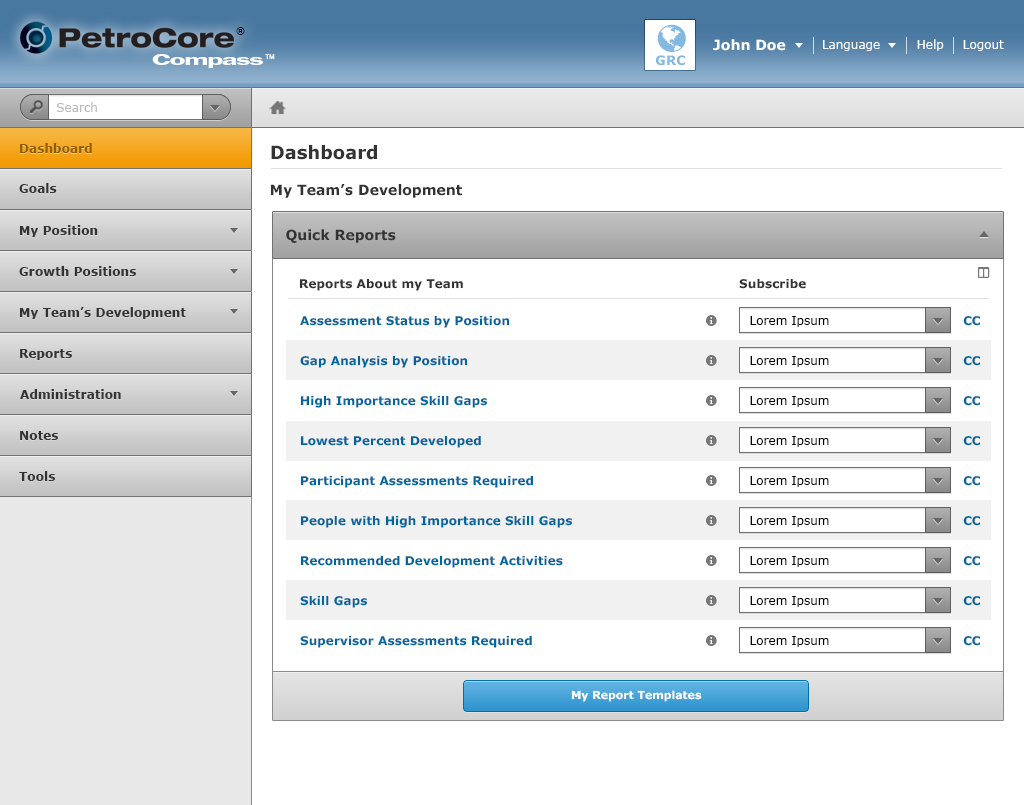 PetroCore®
Compass™
GRC
John Doe
Language
Help
Logout
Search
Dashboard
Goals
My Position
Growth Positions
My Team’s Development
Reports
Administration
Notes
Tools
Dashboard
My Team’s Development
Quick Reports
Reports About my Team Subscribe
Assessment Status by Position Lorem Ipsum CC
Gap Analysis by Position Lorem Ipsum CC
High Importance Skill Gaps Lorem Ipsum CC
Lowest Percent Developed Lorem Ipsum CC
Participant Assessments Required Lorem Ipsum CC
People with High Importance Skill Gaps Lorem Ipsum CC
Recommended Development Activities Lorem Ipsum CC
Skill Gaps Lorem Ipsum CC
Supervisor Assessments Required Lorem Ipsum CC
My Report Templates